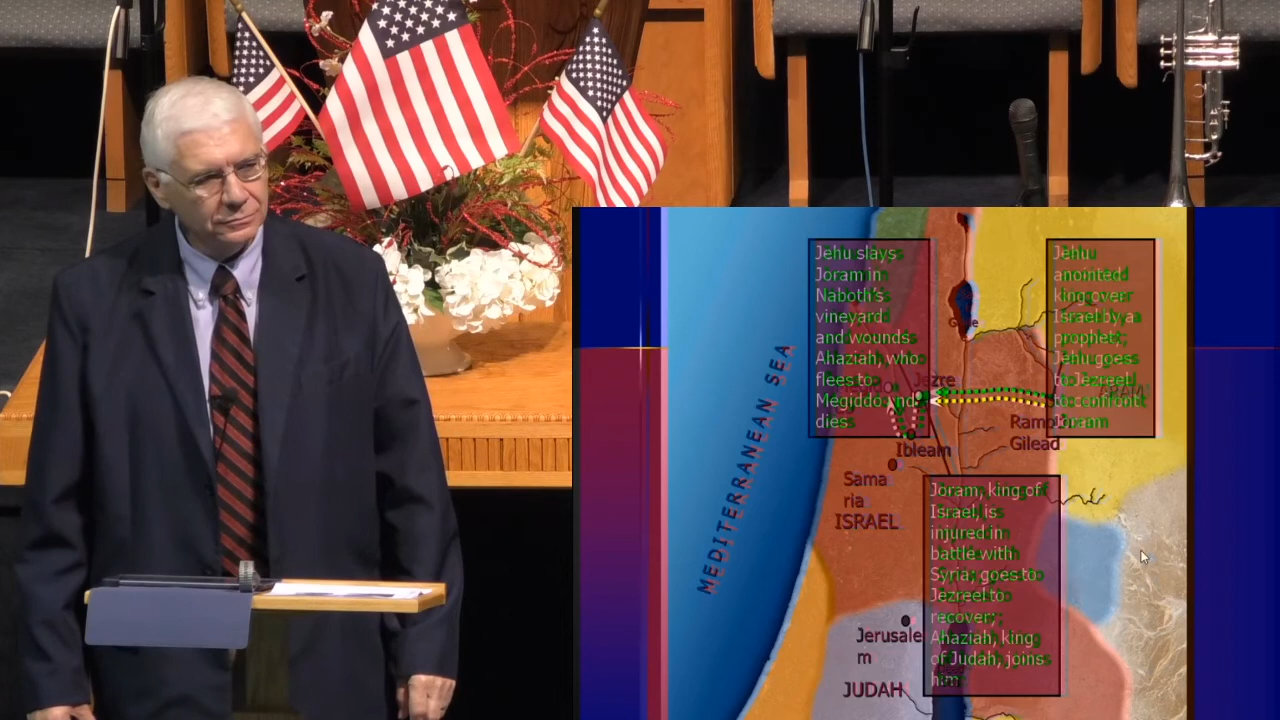 Jehu slays
Joram in
Naboth's
vineyard
and wounds
Ahaziah, who
flees to
Megiddo and
dies
Jehu
anointed
king over
Israel by a
prophet;
Jehu goes
to Jezreel
to confront
Joram
MEDITERRANEAN SEA
Jezre
Gilead
Ibleam
Sama
ria
ISRAEL
Joram, king of
Israel, is
injured in
battle with
Syria; goes to
Jezreel to
recover;
Ahaziah, king
of Judah, joins
him
Jerusale
m
JUDAH